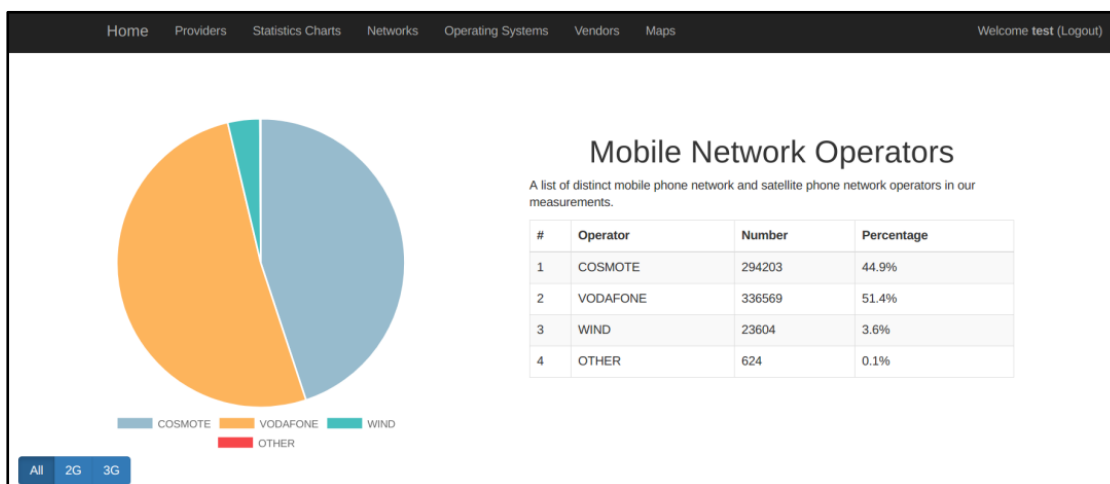 Home Providers Statistics Charts Networks Operating Systems Vendors Maps Welcome test (Logout)
Mobile Network Operators
A list of distinct mobile phone network and satellite phone network operators in our
measurements.
# Operator Number Percentage
1 COSMOTE 294203 44.9%
2 VODAFONE 336569 51.4%
3 WIND 23604 3.6%
4 OTHER 624 0.1%
COSMOTE VODAFONE WIND
OTHER
All 2G 3G